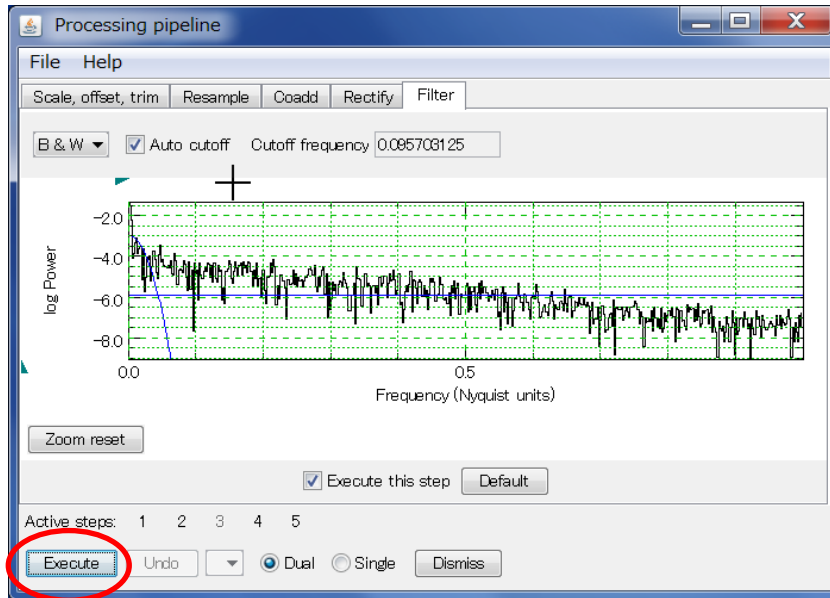 Processing pipeline
File Help
Scale, offset, trim Resample Coadd Rectify Filter
B & W Auto cutoff Cutoff frequency 0.095703125
-2.0
-4.0
-6.0
-8.0
log Power
0.0 0.5
Frequency (Nyquist units)
Zoom reset
Execute this step Default
Active steps: 1 2 3 4 5
Execute Undo Dual Single Dismiss